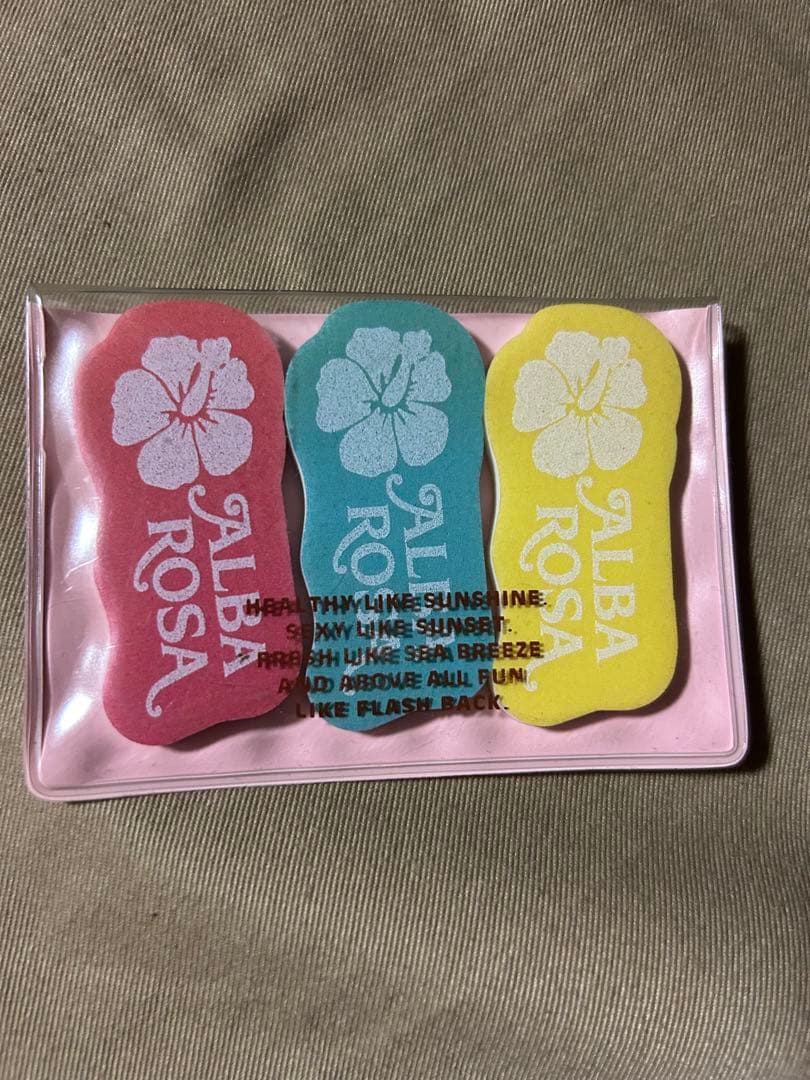 ALBA
ROSA
ALBA
ROSA
ALBA
ROSA
HEALTHY LIKE SUNSHINE.
SEXY LIKE SUNSET.
FRESH LIKE SEA BREEZE
AND ABOVE ALL FUN
LIKE FLASH BACK.